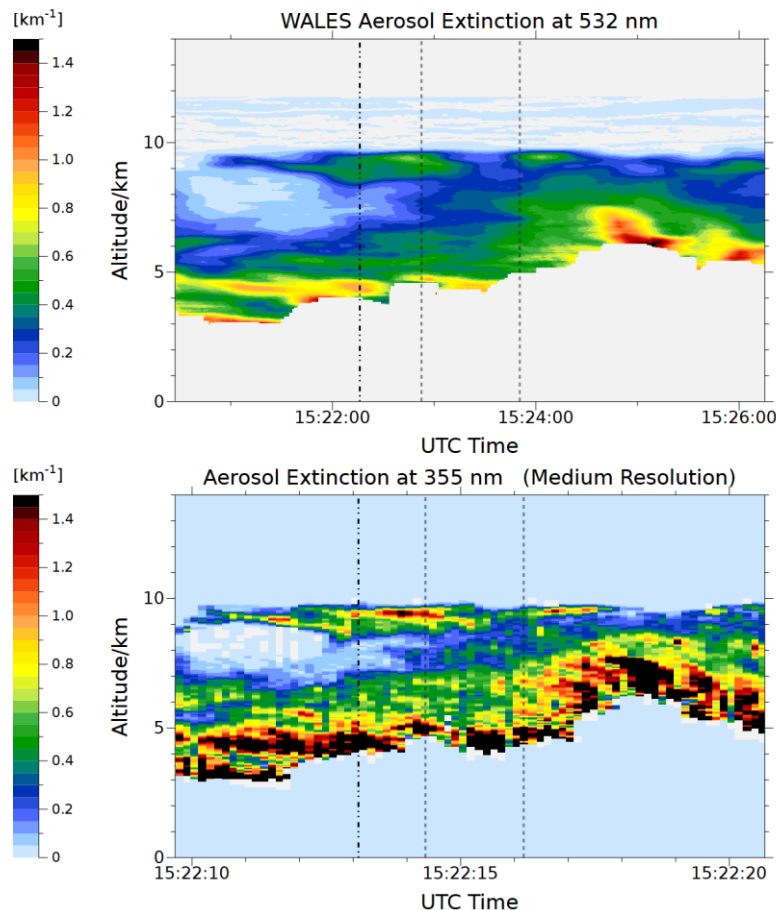 [km-1] WALES Aerosol Extinction at 532 nm
1.4
1.2
1.0
0.8
0.6
0.4
0.2
0
Altitude/km
10
5
0
15:22:00 15:24:00 15:26:00
UTC Time
[km-1] Aerosol Extinction at 355 nm (Medium Resolution)
1.4
1.2
1.0
0.8
0.6
0.4
0.2
0
Altitude/km
10
5
0
15:22:10 15:22:15 15:22:20
UTC Time